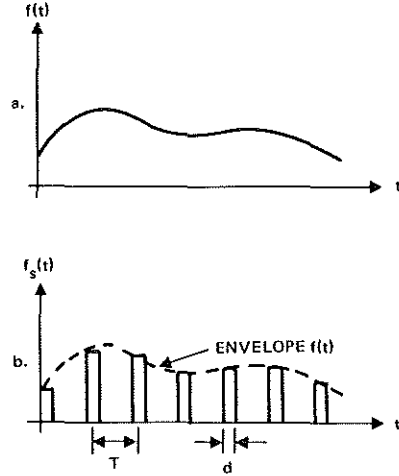 f(t)
a.
t
f_s(t)
ENVELOPE f(t)
b.
t
T
d